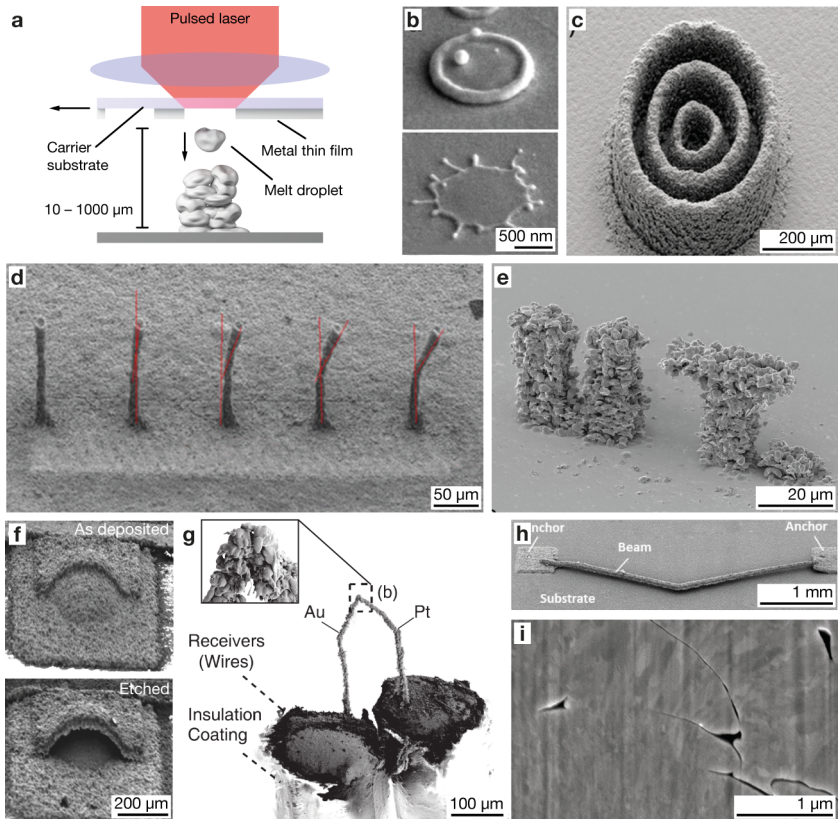 a
Pulsed laser
Carrier
substrate
Metal thin film
Melt droplet
10 – 1000 µm
b
500 nm
c
200 µm
d
50 µm
e
20 µm
f
As deposited
Etched
200 µm
g
(b)
Au
Pt
Receivers
(Wires)
Insulation
Coating
100 µm
h
Anchor
Beam
Substrate
1 mm
i
1 µm